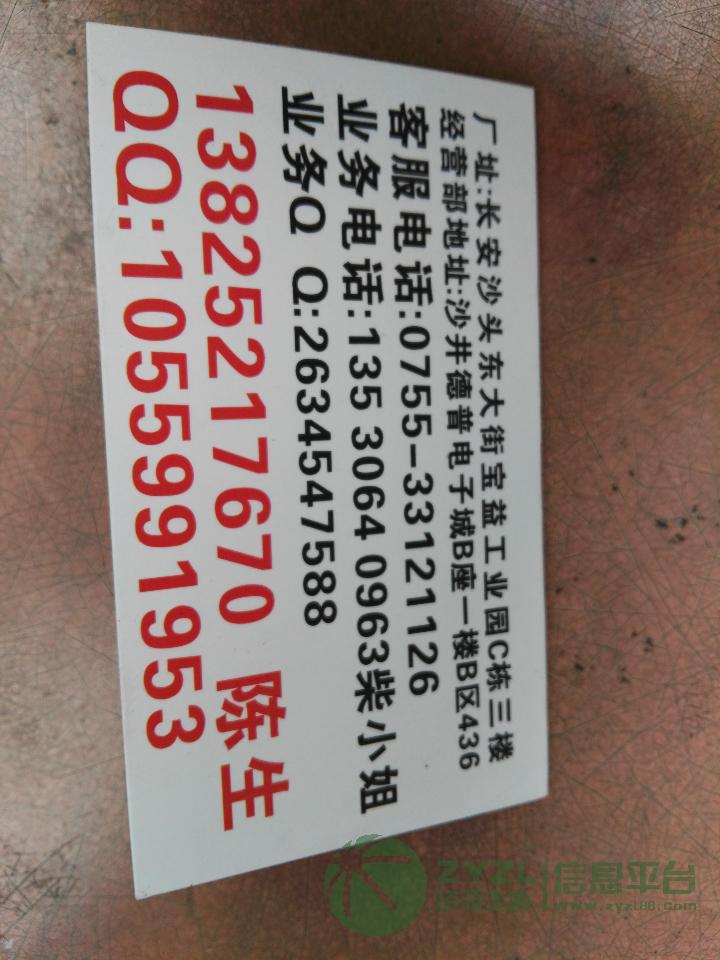 厂址:长安沙头东大街宝益工业园C栋三楼
经营部地址:沙井德普电子城B座一楼B区436
客服电话:0755-33121126
业务电话:135 3064 0963柴小姐
业务Q Q:2634547588
13825217670 陈生
QQ:1055991953
ZYZL
信息平台
www.zyzl86.com